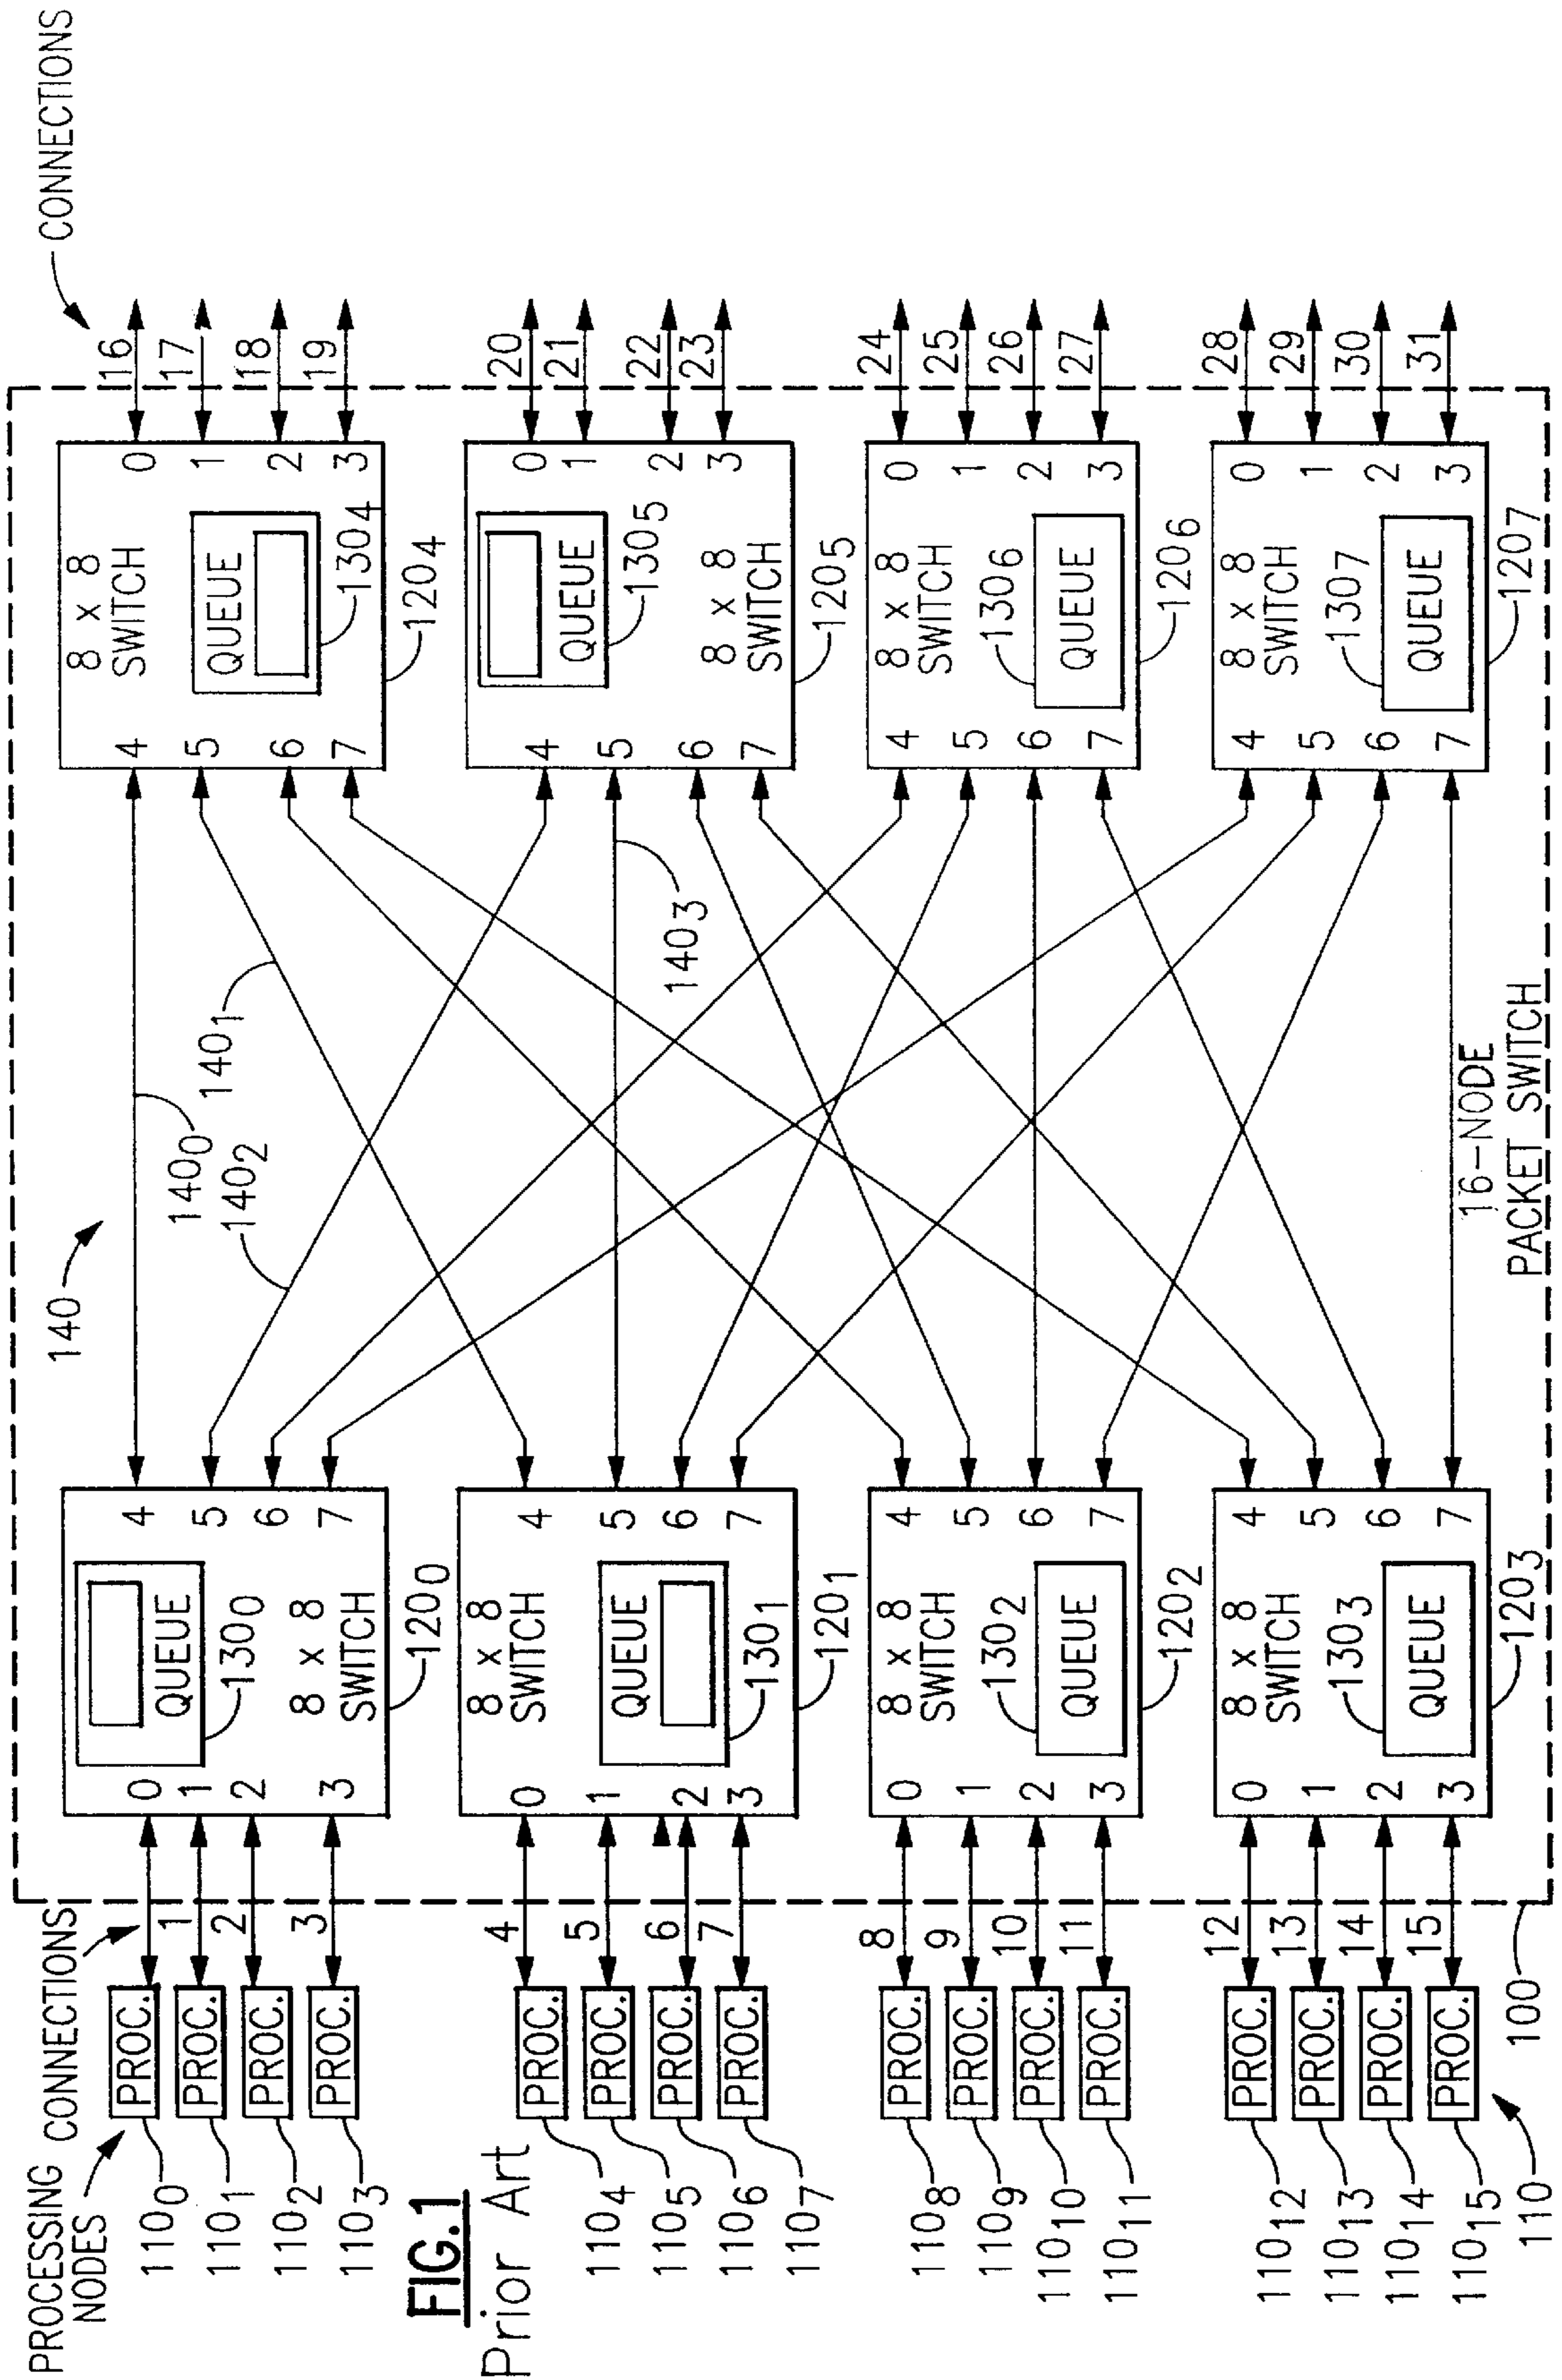 PROCESSING
NODES
CONNECTIONS
CONNECTIONS
110₀
110₁
110₂
110₃
PROC.
PROC.
PROC.
PROC.
1
2
3
0
1
2
3
QUEUE
130₀
8 x 8
SWITCH
120₀
4
5
6
7
140
140₀
140₂
140₁
4
5
6
7
8 x 8
SWITCH
QUEUE
130₄
120₄
0
1
2
3
16
17
18
19
FIG.1
Prior Art
110₄
110₅
110₆
110₇
PROC.
PROC.
PROC.
PROC.
4
5
6
7
0
1
2
3
8 x 8
SWITCH
QUEUE
130₁
120₁
4
5
6
7
140₃
4
5
6
7
QUEUE
130₅
8 x 8
SWITCH
120₅
0
1
2
3
20
21
22
23
110₈
110₉
110₁₀
110₁₁
PROC.
PROC.
PROC.
PROC.
8
9
10
11
0
1
2
3
8 x 8
SWITCH
130₂
QUEUE
120₂
4
5
6
7
4
5
6
7
8 x 8
SWITCH
130₆
QUEUE
120₆
0
1
2
3
24
25
26
27
110₁₂
110₁₃
110₁₄
110₁₅
110
PROC.
PROC.
PROC.
PROC.
12
13
14
15
100
0
1
2
3
8 x 8
SWITCH
130₃
QUEUE
120₃
4
5
6
7
16-NODE
PACKET SWITCH
4
5
6
7
8 x 8
SWITCH
130₇
QUEUE
120₇
0
1
2
3
28
29
30
31